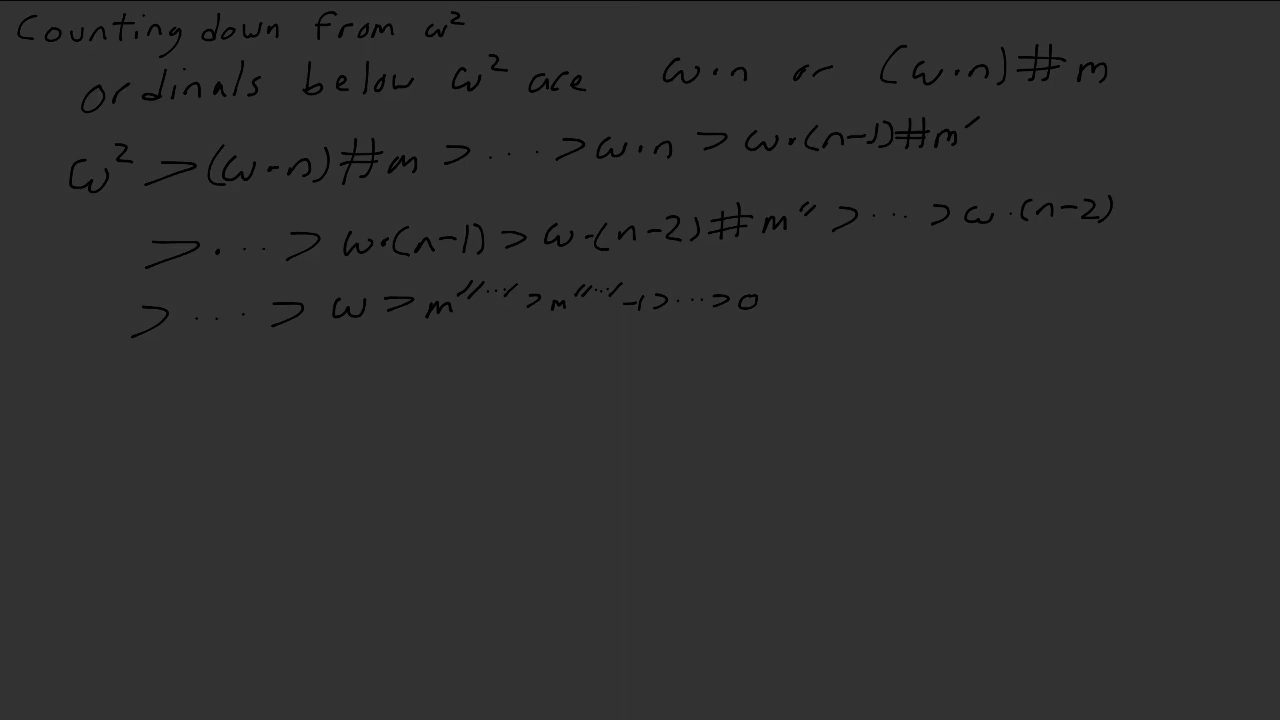 Counting down from ω²
ordinals below ω² are ω·n or (ω·n)#m
ω² > (ω·n)#m > ··· > ω·n > ω·(n-1)#m′
> ··· > ω·(n-1) > ω·(n-2)#m″ > ··· > ω·(n-2)
> ··· > ω > m″···′ > m″···′-1 > ··· > 0